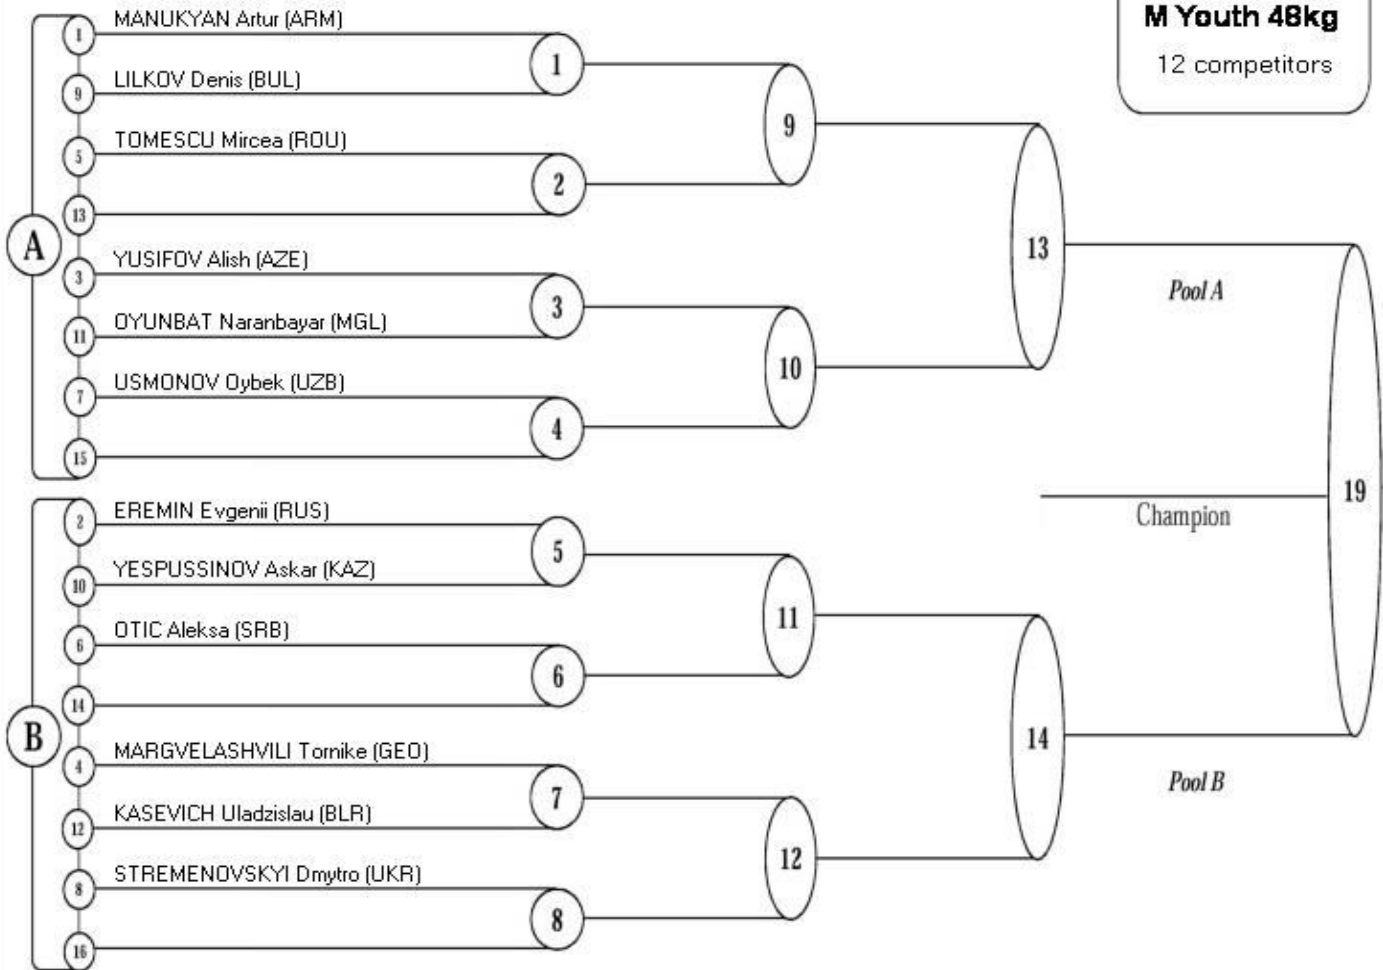 M Youth 48kg
12 competitors
1 MANUKYAN Artur (ARM)
1
9 LILKOV Denis (BUL)
9
5 TOMESCU Mircea (ROU)
2
13
A
13
3 YUSIFOV Alish (AZE)
Pool A
3
11 OYUNBAT Naranbayar (MGL)
10
7 USMONOV Oybek (UZB)
4
15
19
Champion
2 EREMIN Evgenii (RUS)
5
10 YESPUSSINOV Askar (KAZ)
11
6 OTIC Aleksa (SRB)
6
14
B
14
4 MARGVELASHVILI Tornike (GEO)
Pool B
7
12 KASEVICH Uladzislau (BLR)
12
8 STREMENOVSKYI Dmytro (UKR)
8
16